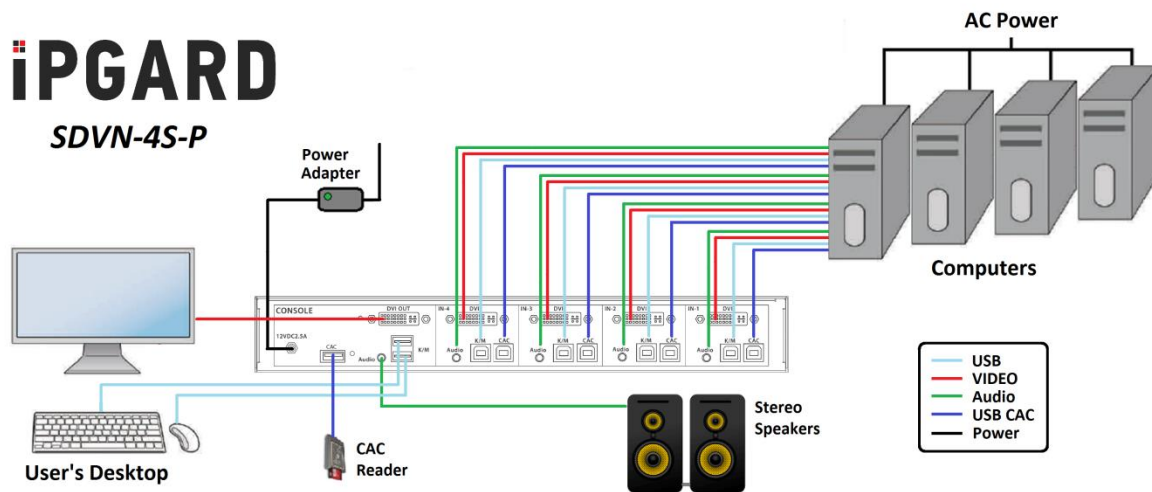 iPGARD
SDVN-4S-P
AC Power
Power
Adapter
Computers
CONSOLE
DVI OUT
12VDC2.5A
CAC
Audio
K/M
IN-4
DVI
Audio
K/M
CAC
IN-3
DVI
Audio
K/M
CAC
IN-2
DVI
Audio
K/M
CAC
IN-1
DVI
Audio
K/M
CAC
User's Desktop
CAC
Reader
Stereo
Speakers
USB
VIDEO
Audio
USB CAC
Power